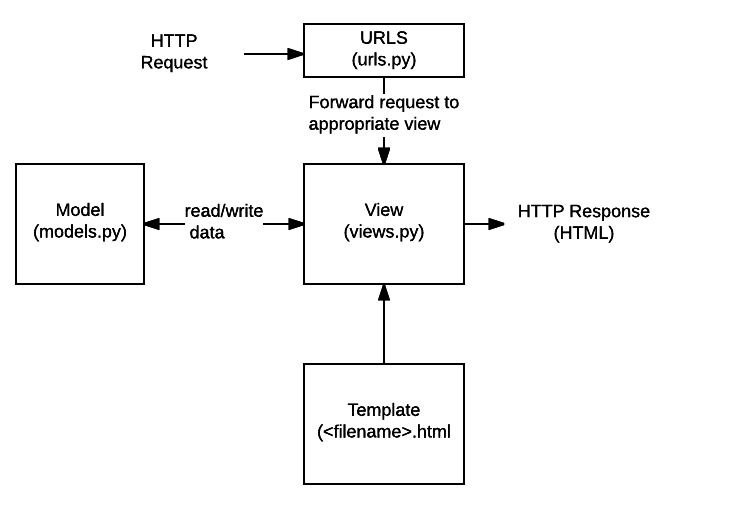 HTTP
Request
URLS
(urls.py)
Forward request to
appropriate view
Model
(models.py)
read/write
data
View
(views.py)
HTTP Response
(HTML)
Template
(<filename>.html